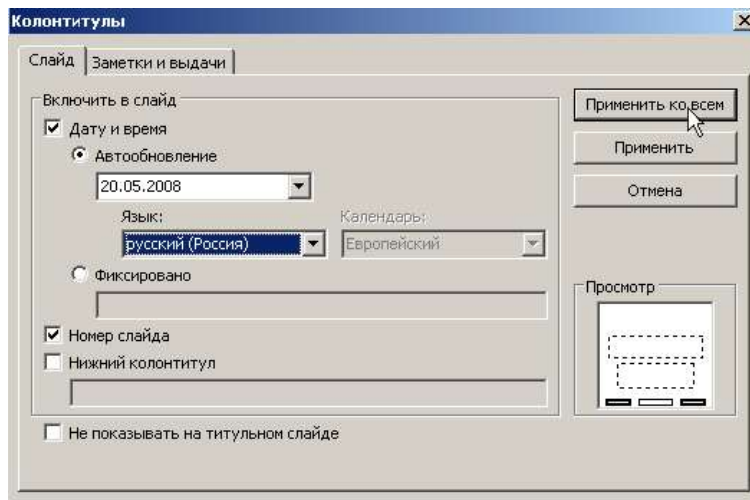 Колонтитулы
Слайд Заметки и выдачи
Включить в слайд
Дату и время
Автообновление
20.05.2008
Язык: Календарь:
русский (Россия) Европейский
Фиксировано
Номер слайда
Нижний колонтитул
Не показывать на титульном слайде
Применить ко всем
Применить
Отмена
Просмотр